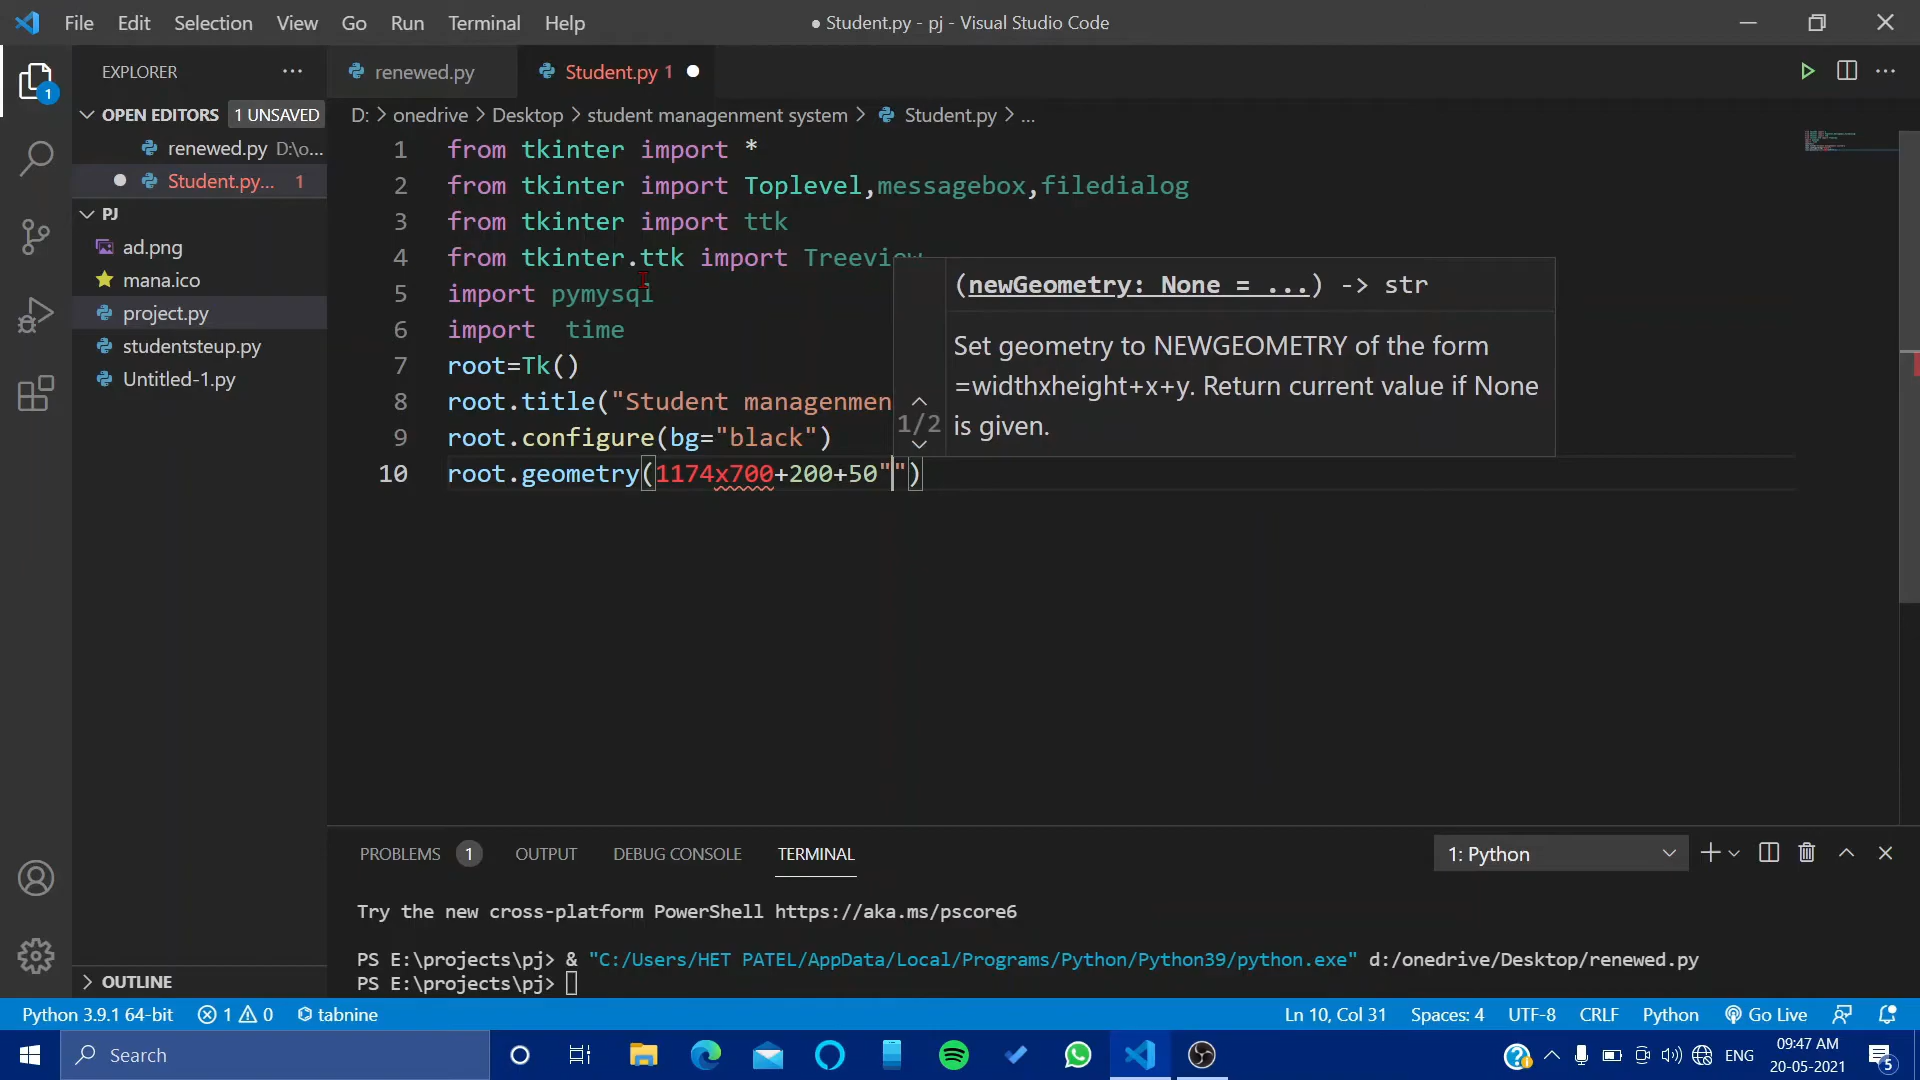 File Edit Selection View Go Run Terminal Help
● Student.py - pj - Visual Studio Code
EXPLORER ...
renewed.py
Student.py 1 ●
OPEN EDITORS 1 UNSAVED
renewed.py D:\o...
● Student.py... 1
PJ
ad.png
mana.ico
project.py
studentsteup.py
Untitled-1.py
OUTLINE
D: > onedrive > Desktop > student managenment system > Student.py > ...
1 from tkinter import *
2 from tkinter import Toplevel,messagebox,filedialog
3 from tkinter import ttk
4 from tkinter.ttk import Treeview
5 import pymysql
6 import  time
7 root=Tk()
8 root.title("Student managenmen
9 root.configure(bg="black")
10 root.geometry(1174x700+200+50"")
(newGeometry: None = ...) -> str
1/2
Set geometry to NEWGEOMETRY of the form
=widthxheight+x+y. Return current value if None
is given.
PROBLEMS 1 OUTPUT DEBUG CONSOLE TERMINAL
1: Python
Try the new cross-platform PowerShell https://aka.ms/pscore6
PS E:\projects\pj> & "C:/Users/HET PATEL/AppData/Local/Programs/Python/Python39/python.exe" d:/onedrive/Desktop/renewed.py
PS E:\projects\pj>
Python 3.9.1 64-bit 1 0 tabnine
Ln 10, Col 31 Spaces: 4 UTF-8 CRLF Python Go Live
Search
ENG
09:47 AM
20-05-2021
5